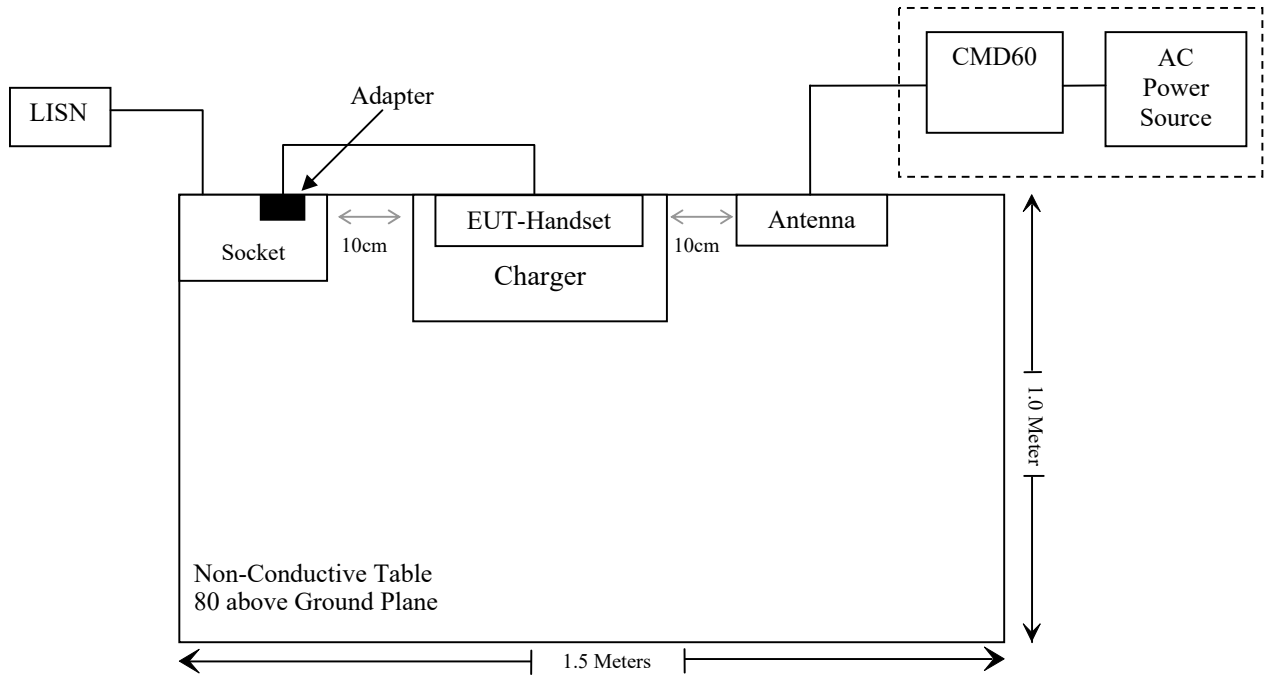 CMD60
AC
Power
Source
LISN
Adapter
EUT-Handset
Antenna
Socket
10cm
10cm
Charger
1.0 Meter
Non-Conductive Table
80 above Ground Plane
1.5 Meters